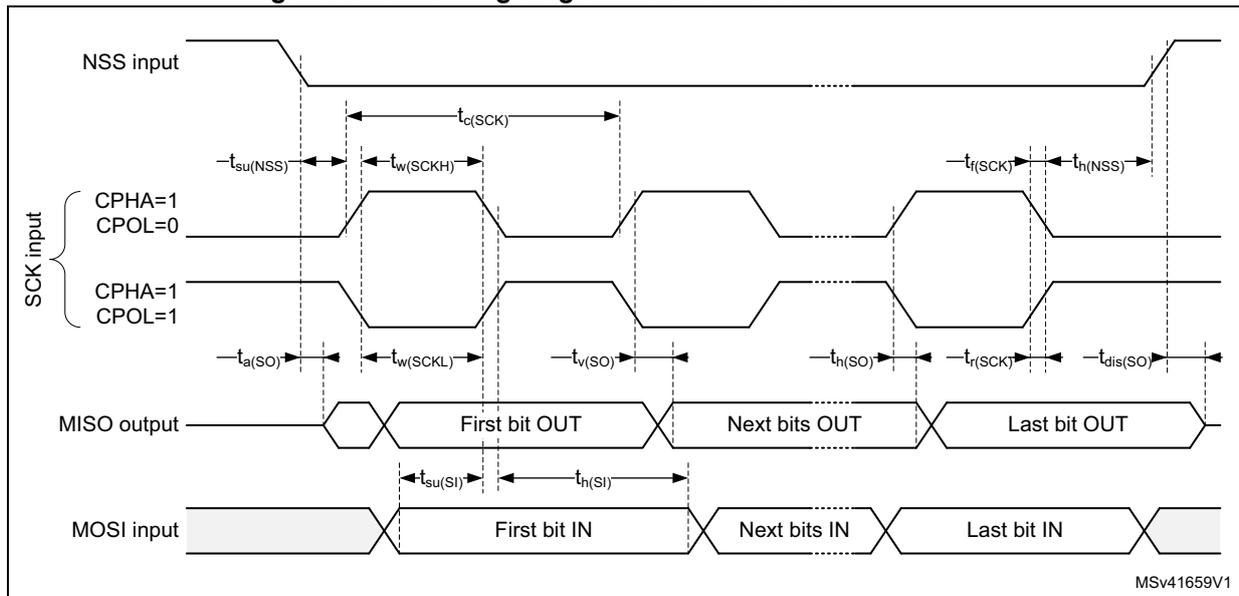 NSS input
tc(SCK)
tsu(NSS) tw(SCKH) tf(SCK) th(NSS)
SCK input
CPHA=1
CPOL=0
CPHA=1
CPOL=1
ta(SO) tw(SCKL) tv(SO) th(SO) tr(SCK) tdis(SO)
MISO output First bit OUT Next bits OUT Last bit OUT
tsu(SI) th(SI)
MOSI input First bit IN Next bits IN Last bit IN
MSv41659V1